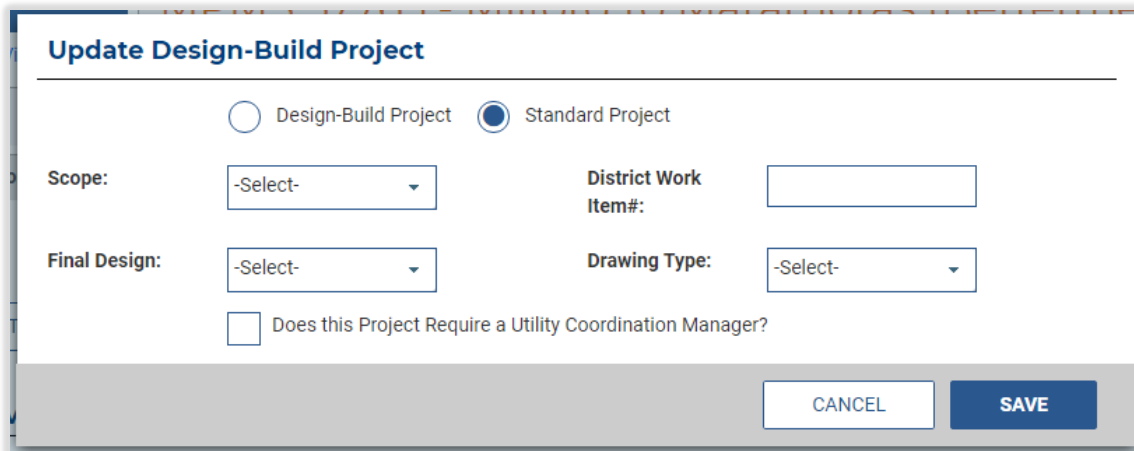 Update Design-Build Project
Design-Build Project Standard Project
Scope: -Select- District Work
Item#:
Final Design: -Select- Drawing Type: -Select-
Does this Project Require a Utility Coordination Manager?
CANCEL SAVE